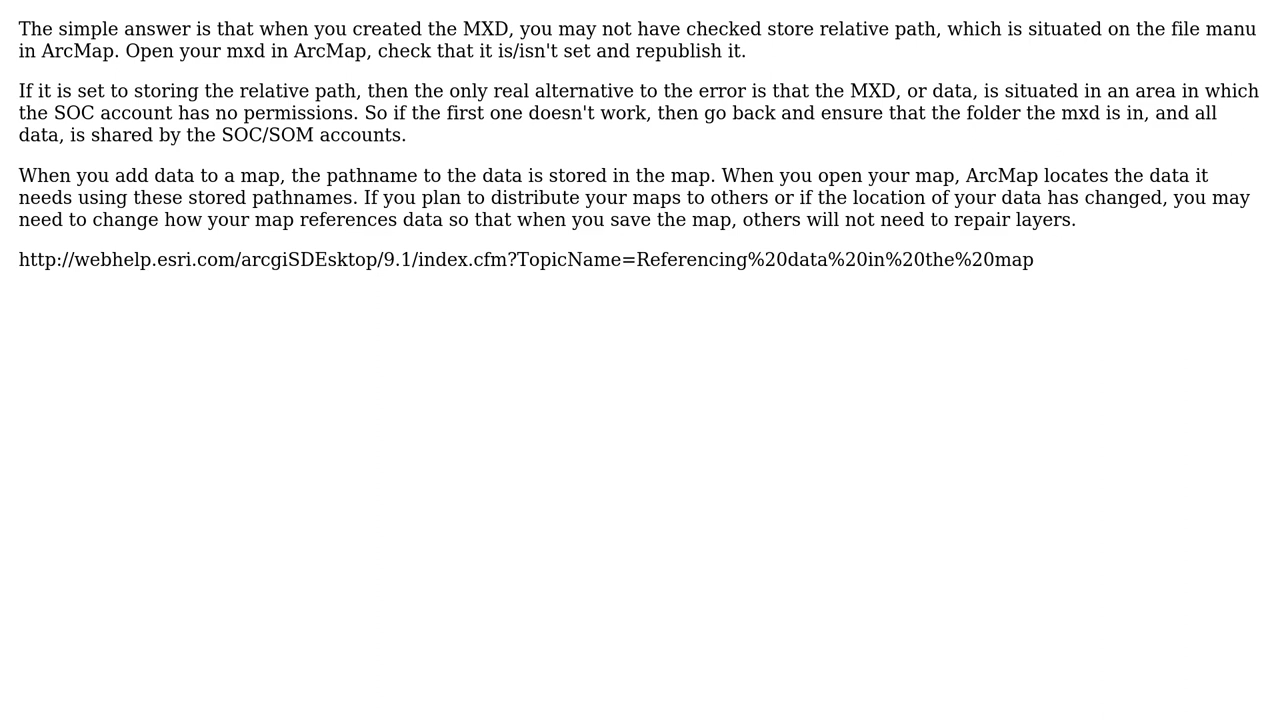 The simple answer is that when you created the MXD, you may not have checked store relative path, which is situated on the file manu
in ArcMap. Open your mxd in ArcMap, check that it is/isn't set and republish it.
If it is set to storing the relative path, then the only real alternative to the error is that the MXD, or data, is situated in an area in which
the SOC account has no permissions. So if the first one doesn't work, then go back and ensure that the folder the mxd is in, and all
data, is shared by the SOC/SOM accounts.
When you add data to a map, the pathname to the data is stored in the map. When you open your map, ArcMap locates the data it
needs using these stored pathnames. If you plan to distribute your maps to others or if the location of your data has changed, you may
need to change how your map references data so that when you save the map, others will not need to repair layers.
http://webhelp.esri.com/arcgiSDEsktop/9.1/index.cfm?TopicName=Referencing%20data%20in%20the%20map